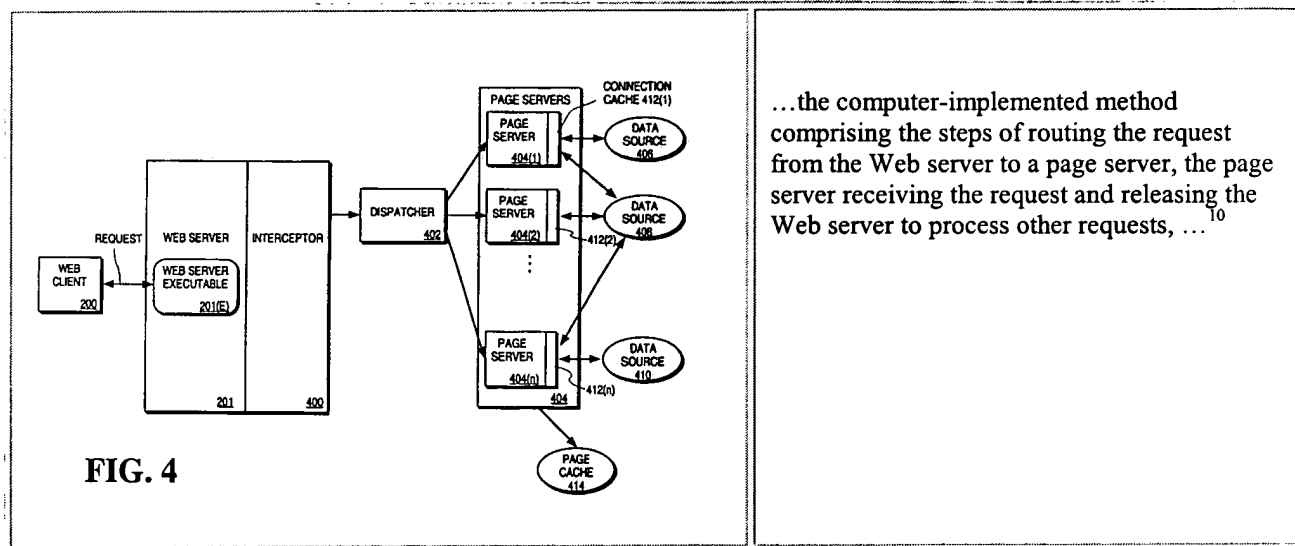 CONNECTION
CACHE 412(1)
PAGE SERVERS
PAGE
SERVER
404(1)
DATA
SOURCE
406
WEB SERVER
INTERCEPTOR
DISPATCHER
402
PAGE
SERVER
404(2)
412(2)
DATA
SOURCE
408
REQUEST
WEB
CLIENT
200
WEB SERVER
EXECUTABLE
201(E)
PAGE
SERVER
404(n)
412(n)
DATA
SOURCE
410
201
400
404
PAGE
CACHE
414
FIG. 4
…the computer-implemented method
comprising the steps of routing the request
from the Web server to a page server, the page
server receiving the request and releasing the
Web server to process other requests, …10